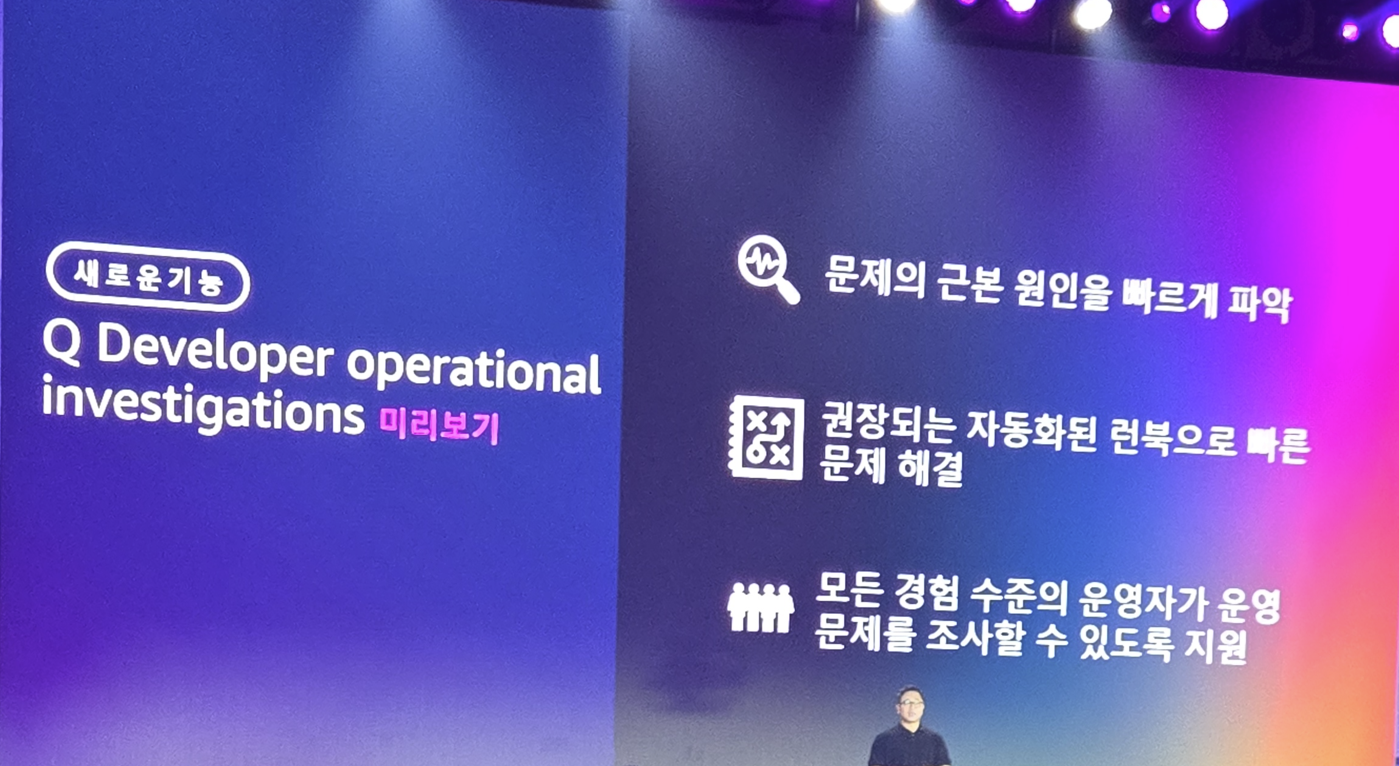 새로운기능
Q Developer operational
investigations 미리보기
문제의 근본 원인을 빠르게 파악
권장되는 자동화된 런북으로 빠른
문제 해결
모든 경험 수준의 운영자가 운영
문제를 조사할 수 있도록 지원